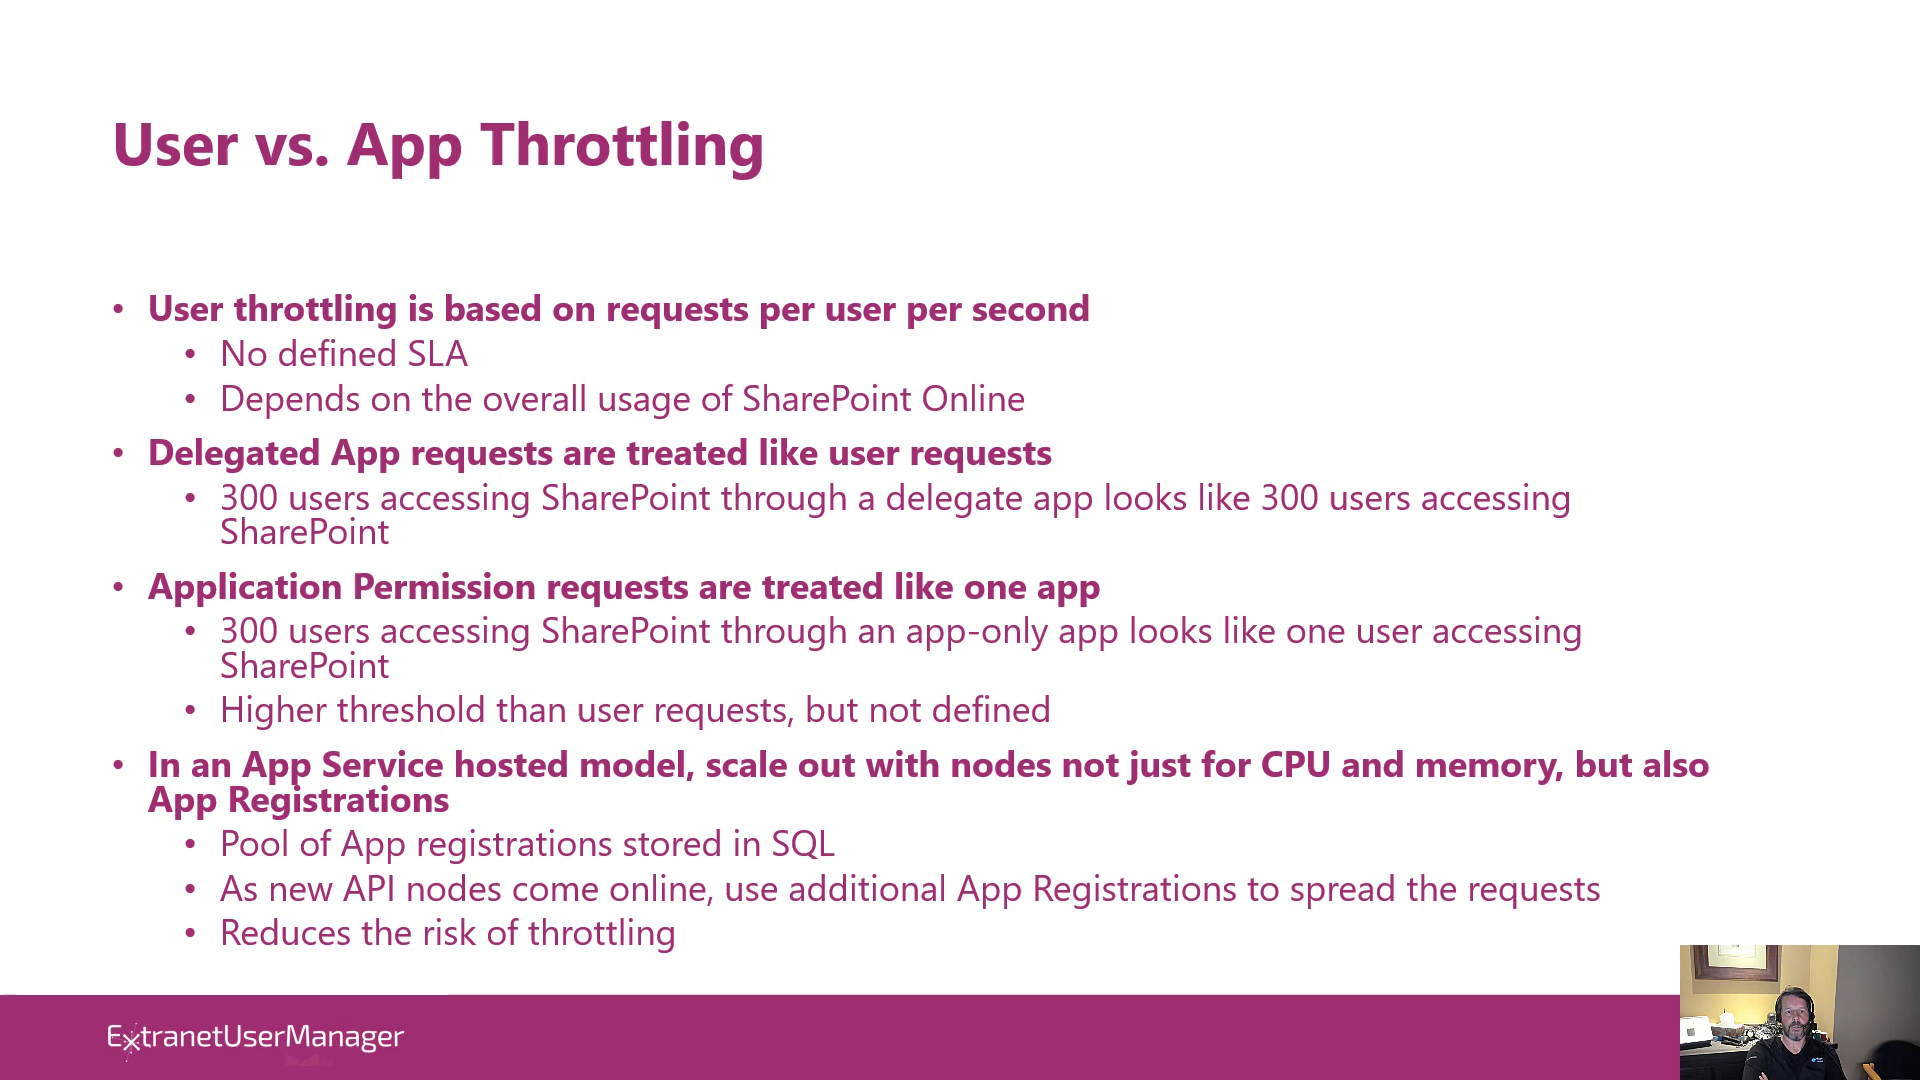 User vs. App Throttling
• User throttling is based on requests per user per second
• No defined SLA
• Depends on the overall usage of SharePoint Online
• Delegated App requests are treated like user requests
• 300 users accessing SharePoint through a delegate app looks like 300 users accessing
SharePoint
• Application Permission requests are treated like one app
• 300 users accessing SharePoint through an app-only app looks like one user accessing
SharePoint
• Higher threshold than user requests, but not defined
• In an App Service hosted model, scale out with nodes not just for CPU and memory, but also
App Registrations
• Pool of App registrations stored in SQL
• As new API nodes come online, use additional App Registrations to spread the requests
• Reduces the risk of throttling
ExtranetUserManager